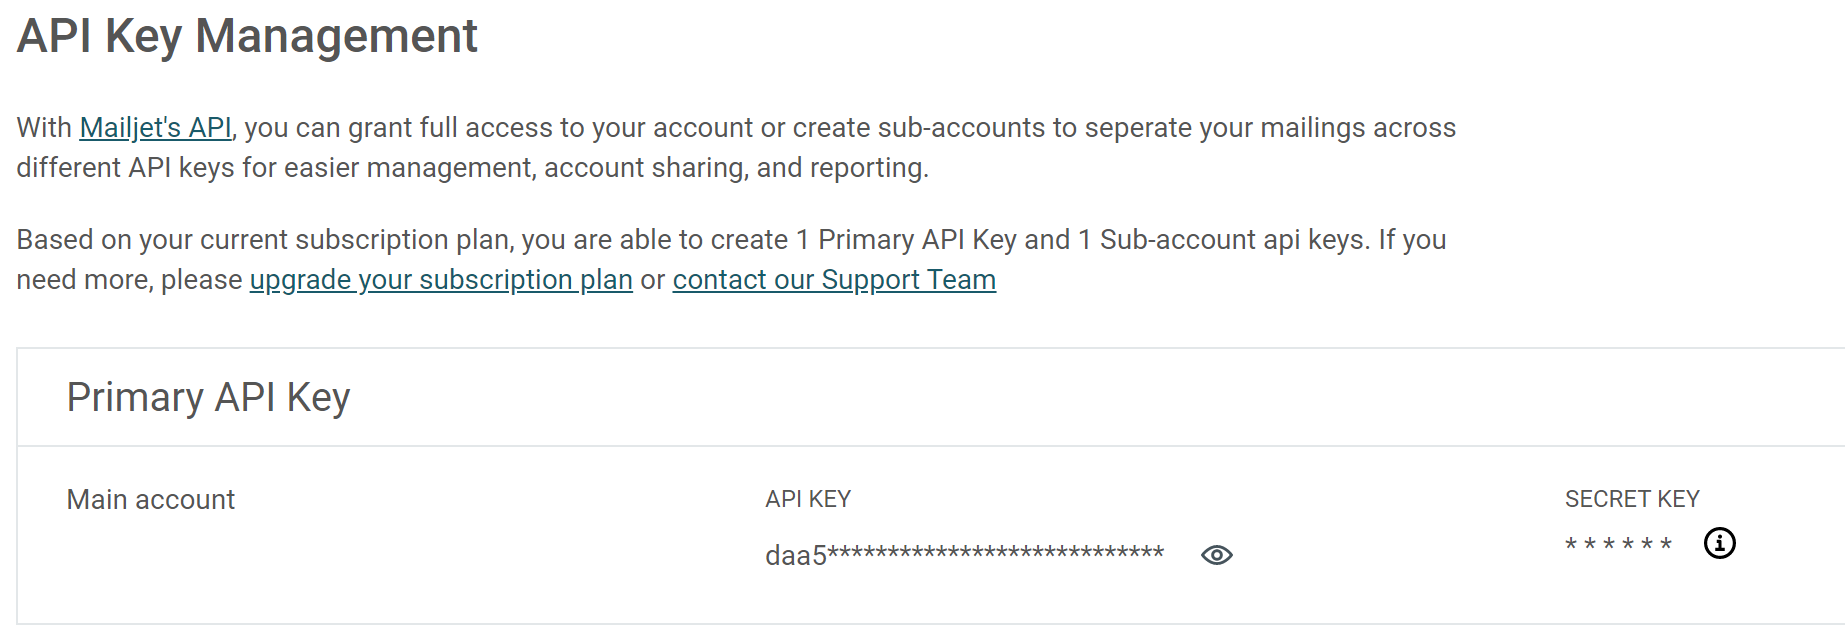 API Key Management
With Mailjet's API, you can grant full access to your account or create sub-accounts to seperate your mailings across
different API keys for easier management, account sharing, and reporting.
Based on your current subscription plan, you are able to create 1 Primary API Key and 1 Sub-account api keys. If you
need more, please upgrade your subscription plan or contact our Support Team
Primary API Key
Main account
API KEY
SECRET KEY
daa5****************************
* * * * * *